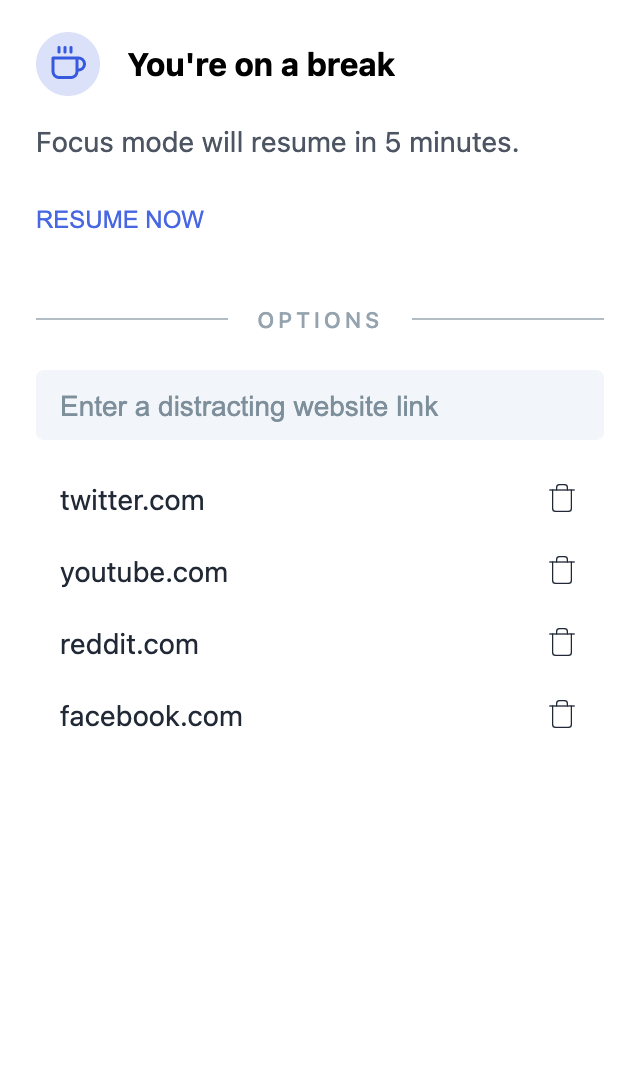 You're on a break
Focus mode will resume in 5 minutes.
RESUME NOW
OPTIONS
Enter a distracting website link
twitter.com
youtube.com
reddit.com
facebook.com